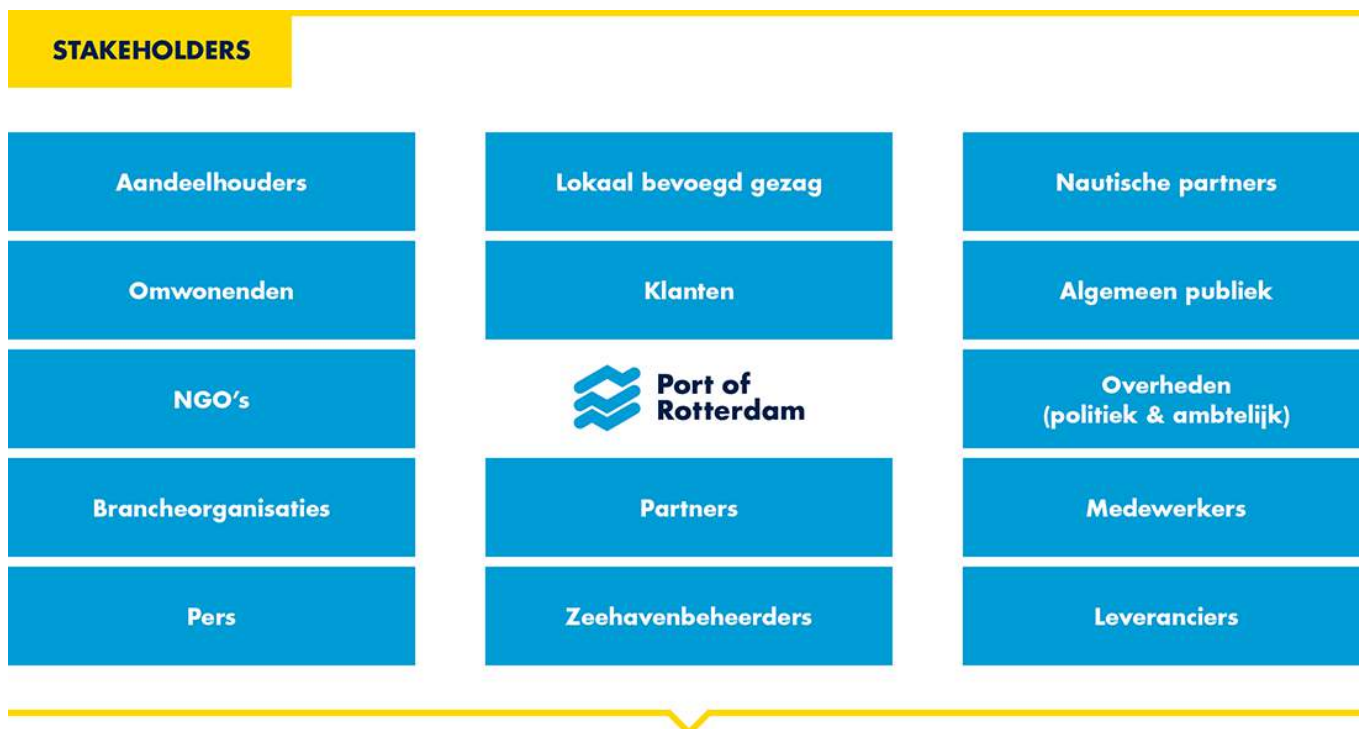 STAKEHOLDERS
Aandeelhouders
Lokaal bevoegd gezag
Nautische partners
Omwonenden
Klanten
Algemeen publiek
NGO’s
Port of
Rotterdam
Overheden
(politiek & ambtelijk)
Brancheorganisaties
Partners
Medewerkers
Pers
Zeehavenbeheerders
Leveranciers